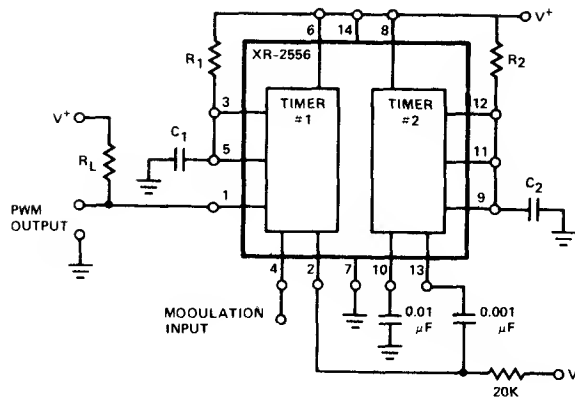 V+
6
14
8
XR-2556
R1
R2
TIMER
#1
TIMER
#2
3
12
V+
C1
5
11
RL
1
9
C2
PWM
OUTPUT
4
2
7
10
13
MODULATION
INPUT
0.01
μF
0.001
μF
V
20K